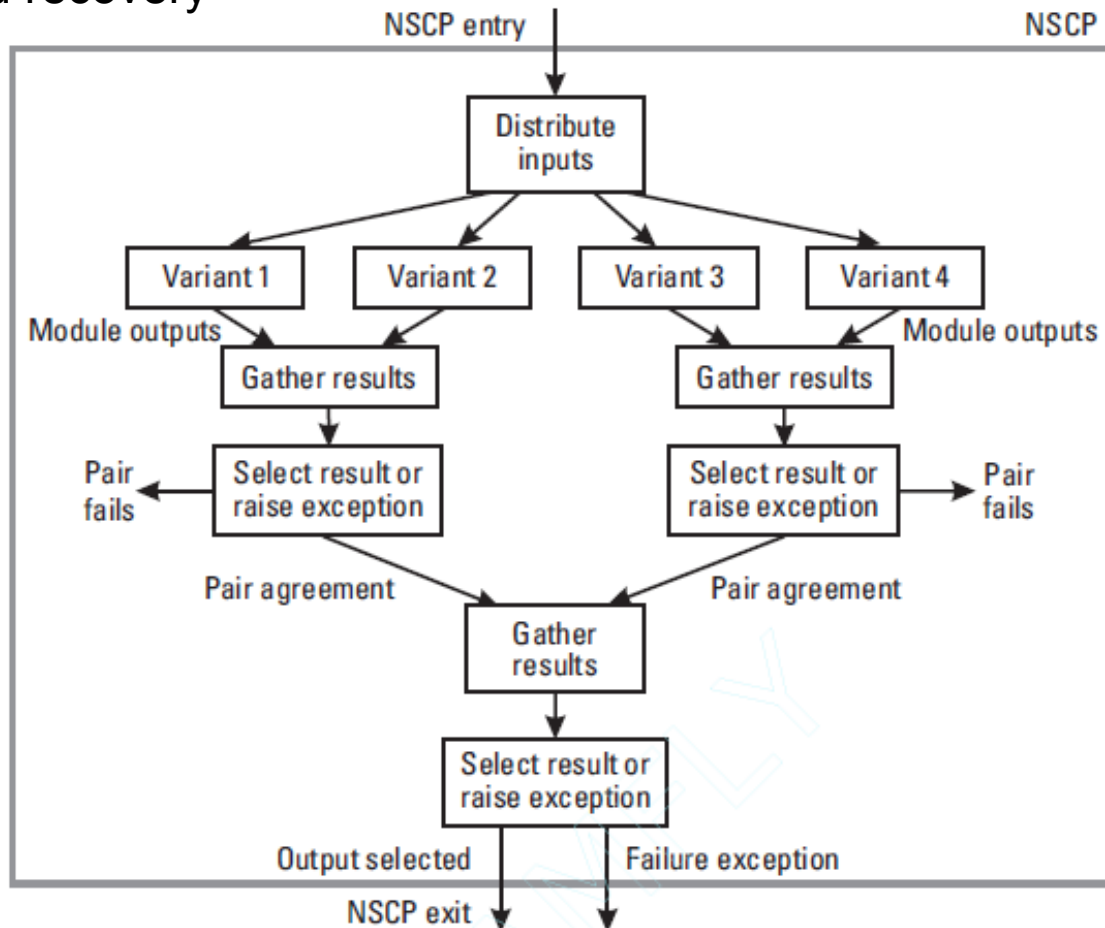 recovery
NSCP entry
NSCP
Distribute
inputs
Variant 1
Variant 2
Variant 3
Variant 4
Module outputs
Module outputs
Gather results
Gather results
Pair
fails
Select result or
raise exception
Select result or
raise exception
Pair
fails
Pair agreement
Pair agreement
Gather
results
Select result or
raise exception
Output selected
Failure exception
NSCP exit